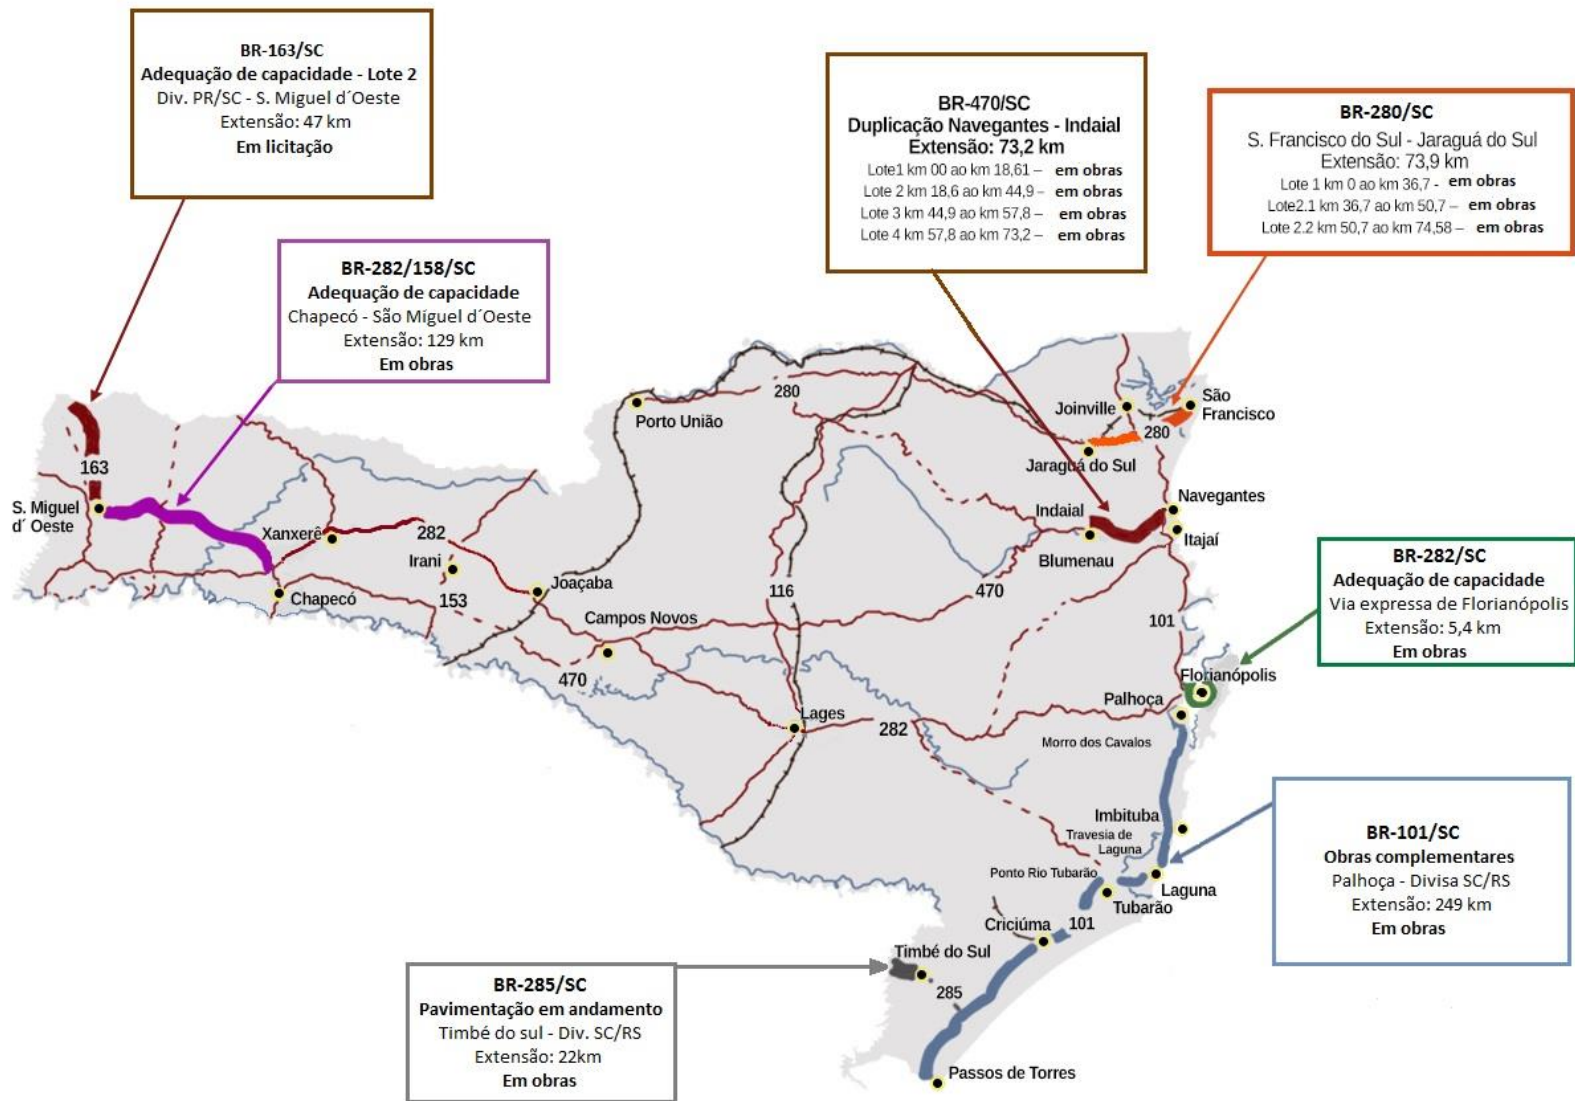 BR-163/SC
Adequação de capacidade - Lote 2
Div. PR/SC - S. Miguel d´Oeste
Extensão: 47 km
Em licitação
BR-470/SC
Duplicação Navegantes - Indaial
Extensão: 73,2 km
Lote1 km 00 ao km 18,61 – em obras
Lote 2 km 18,6 ao km 44,9 – em obras
Lote 3 km 44,9 ao km 57,8 – em obras
Lote 4 km 57,8 ao km 73,2 – em obras
BR-280/SC
S. Francisco do Sul - Jaraguá do Sul
Extensão: 73,9 km
Lote 1 km 0 ao km 36,7 - em obras
Lote2.1 km 36,7 ao km 50,7 – em obras
Lote 2.2 km 50,7 ao km 74,58 – em obras
BR-282/158/SC
Adequação de capacidade
Chapecó - São Miguel d´Oeste
Extensão: 129 km
Em obras
280
Porto União
Joinville
São
Francisco
280
Jaraguá do Sul
163
S. Miguel
d´ Oeste
Xanxerê
282
Irani
Joaçaba
Chapecó
153
Campos Novos
470
116
470
Indaial
Blumenau
Navegantes
Itajaí
101
BR-282/SC
Adequação de capacidade
Via expressa de Florianópolis
Extensão: 5,4 km
Em obras
Florianópolis
Palhoça
Lages
282
Morro dos Cavalos
Imbituba
Travesia de
Laguna
Ponto Rio Tubarão
Laguna
Tubarão
Criciúma
101
BR-101/SC
Obras complementares
Palhoça - Divisa SC/RS
Extensão: 249 km
Em obras
Timbé do Sul
285
Passos de Torres
BR-285/SC
Pavimentação em andamento
Timbé do sul - Div. SC/RS
Extensão: 22km
Em obras